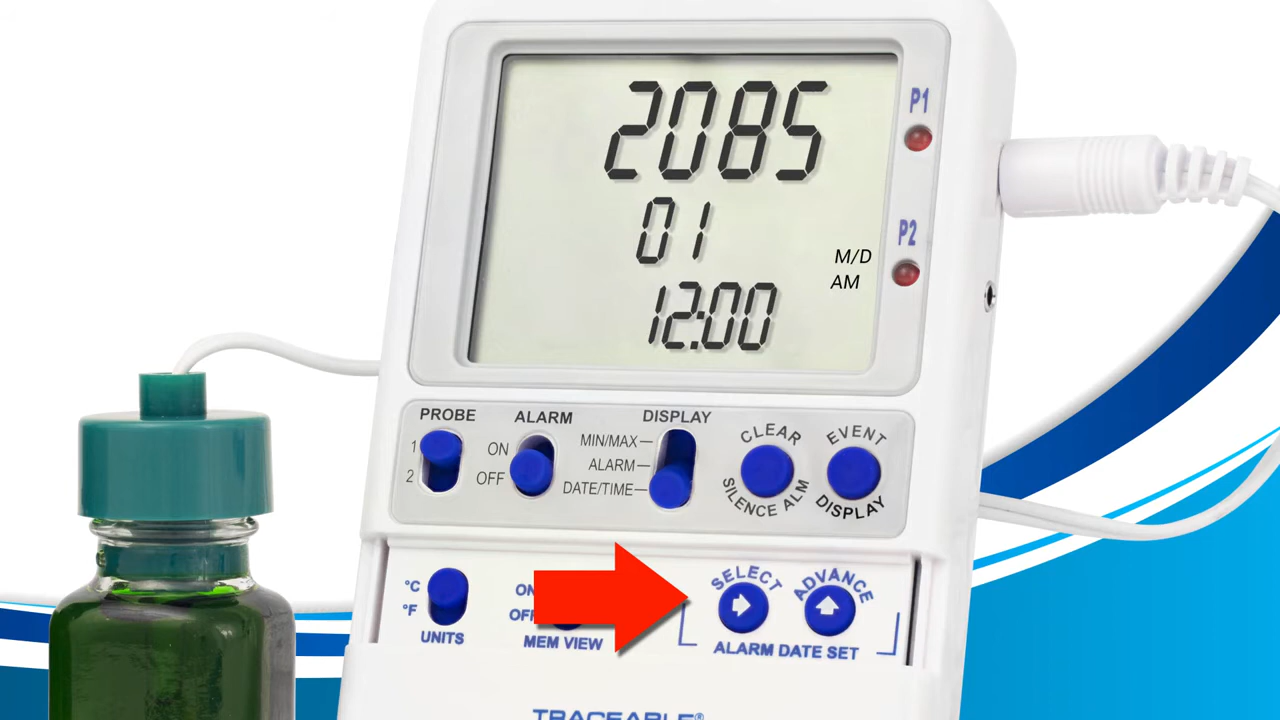 2085
P1
01
P2
M/D
AM
12:00
PROBE
ALARM
DISPLAY
1
2
ON
OFF
MIN/MAX
ALARM
DATE/TIME
CLEAR
SILENCE ALM
EVENT
DISPLAY
°C
°F
UNITS
MEM VIEW
SELECT
ADVANCE
ALARM DATE SET
TRACEABLE®